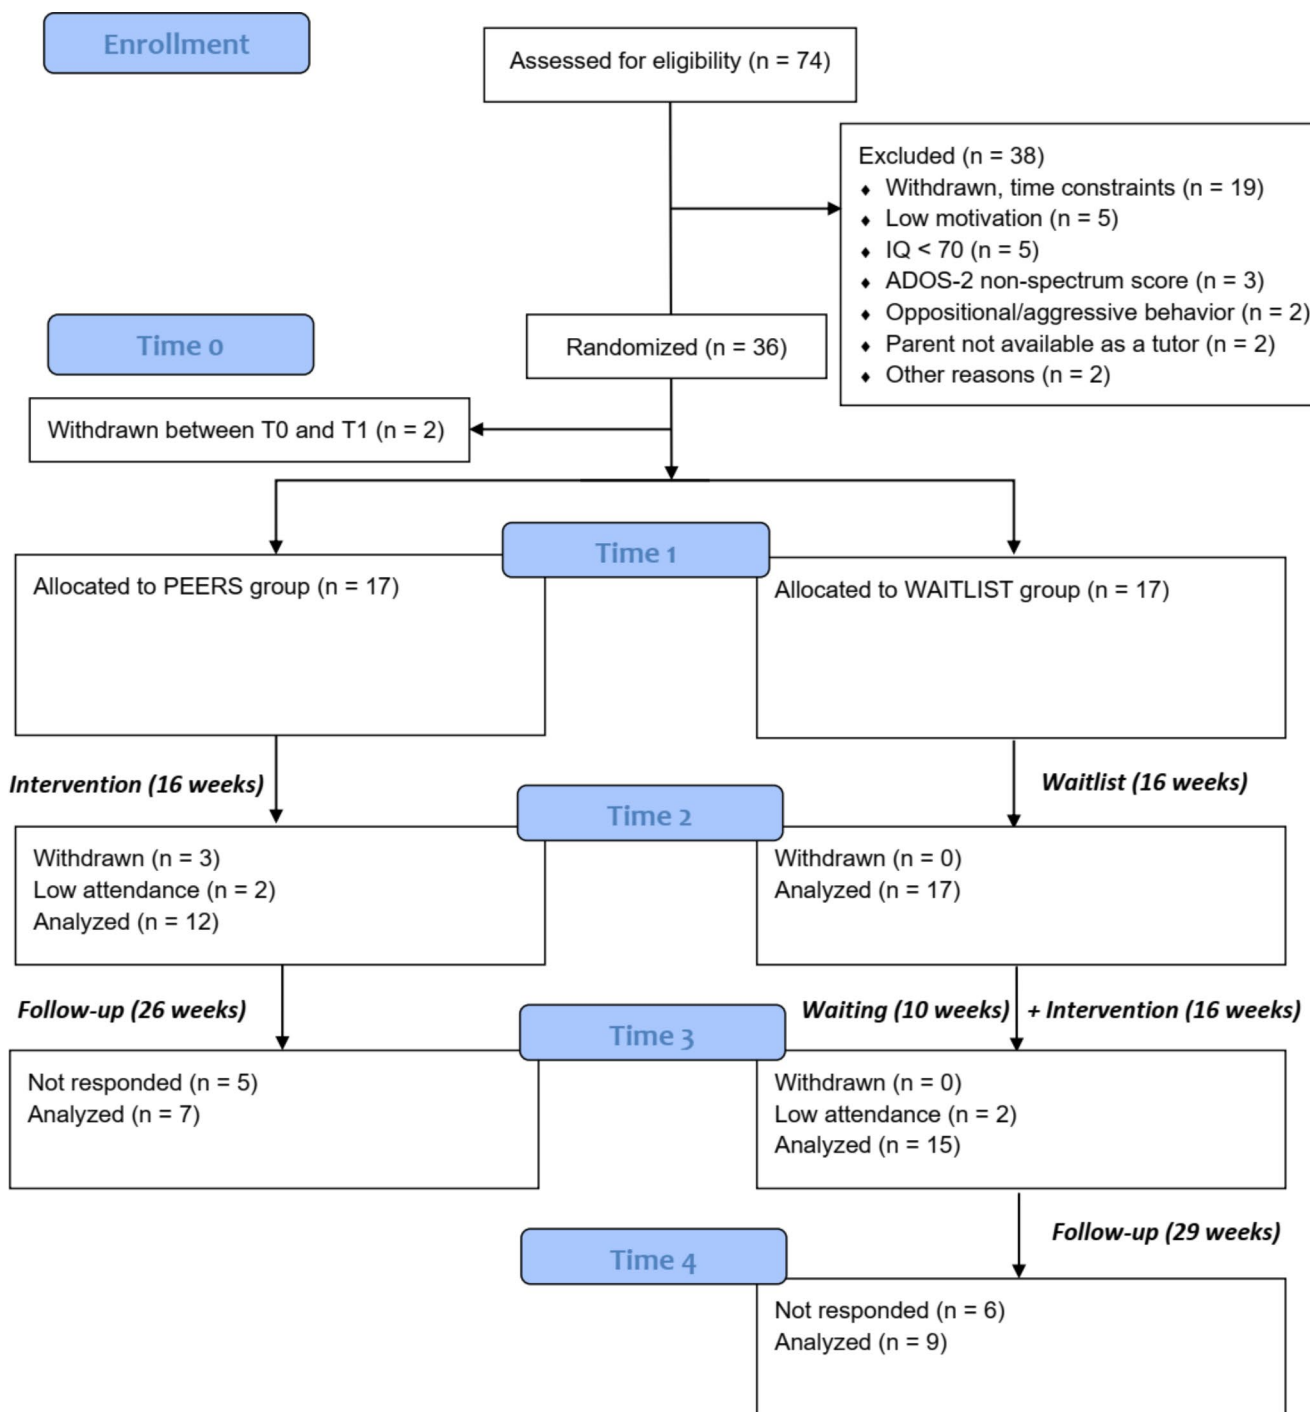 Enrollment
Assessed for eligibility (n = 74)
Excluded (n = 38)
♦ Withdrawn, time constraints (n = 19)
♦ Low motivation (n = 5)
♦ IQ < 70 (n = 5)
♦ ADOS-2 non-spectrum score (n = 3)
♦ Oppositional/aggressive behavior (n = 2)
♦ Parent not available as a tutor (n = 2)
♦ Other reasons (n = 2)
Time 0
Randomized (n = 36)
Withdrawn between T0 and T1 (n = 2)
Time 1
Allocated to PEERS group (n = 17)
Allocated to WAITLIST group (n = 17)
Intervention (16 weeks)
Waitlist (16 weeks)
Time 2
Withdrawn (n = 3)
Low attendance (n = 2)
Analyzed (n = 12)
Withdrawn (n = 0)
Analyzed (n = 17)
Follow-up (26 weeks)
Waiting (10 weeks) + Intervention (16 weeks)
Time 3
Not responded (n = 5)
Analyzed (n = 7)
Withdrawn (n = 0)
Low attendance (n = 2)
Analyzed (n = 15)
Follow-up (29 weeks)
Time 4
Not responded (n = 6)
Analyzed (n = 9)